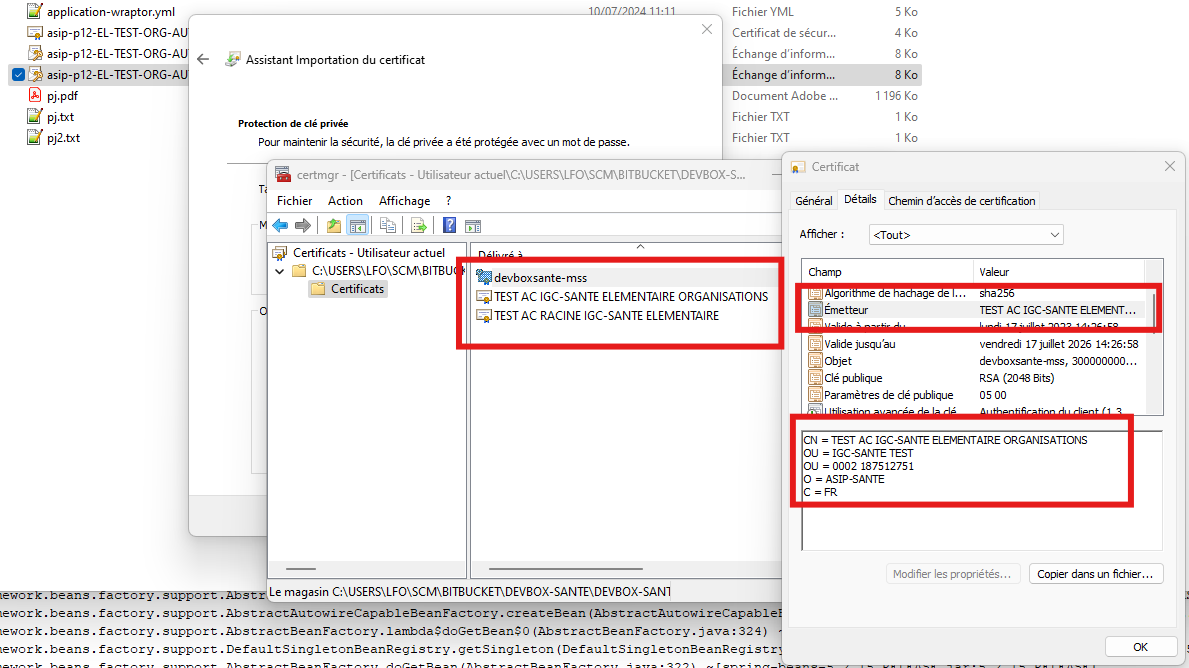 application-wraptor.yml 10/07/2024 11:11 Fichier YML 5 Ko
asip-p12-EL-TEST-ORG-AU Certificat de sécur... 4 Ko
asip-p12-EL-TEST-ORG-AU Échange d'inform... 8 Ko
asip-p12-EL-TEST-ORG-AU Échange d'inform... 8 Ko
pj.pdf Document Adobe ... 1 196 Ko
pj.txt Fichier TXT 1 Ko
pj2.txt Fichier TXT 1 Ko
Assistant Importation du certificat
Protection de clé privée
Pour maintenir la sécurité, la clé privée a été protégée avec un mot de passe.
certmgr - [Certificats - Utilisateur actuel\C:\USERS\LFO\SCM\BITBUCKET\DEVBOX-S...
Fichier Action Affichage ?
Certificats - Utilisateur actuel
C:\USERS\LFO\SCM\BITBUCK
Certificats
Délivré à
devboxsante-mss
TEST AC IGC-SANTE ELEMENTAIRE ORGANISATIONS
TEST AC RACINE IGC-SANTE ELEMENTAIRE
Le magasin C:\USERS\LFO\SCM\BITBUCKET\DEVBOX-SANTE\DEVBOX-SANT
Certificat
Général Détails Chemin d'accès de certification
Afficher : <Tout>
Champ Valeur
Algorithme de hachage de l... sha256
Émetteur TEST AC IGC-SANTE ELEMENT...
Valide à partir du lundi 17 juillet 2023 14:26:58
Valide jusqu'au vendredi 17 juillet 2026 14:26:58
Objet devboxsante-mss, 300000000...
Clé publique RSA (2048 Bits)
Paramètres de clé publique 05 00
Utilisation avancée de la clé Authentification du client (1.3
CN = TEST AC IGC-SANTE ELEMENTAIRE ORGANISATIONS
OU = IGC-SANTE TEST
OU = 0002 187512751
O = ASIP-SANTE
C = FR
Modifier les propriétés... Copier dans un fichier...
OK
nework.beans.factory.support.Abstr
nework.beans.factory.support.AbstractAutowireCapableBeanFactory.createBean(AbstractAutowireCapableB
nework.beans.factory.support.AbstractBeanFactory.lambda$doGetBean$0(AbstractBeanFactory.java:324) ~
nework.beans.factory.support.DefaultSingletonBeanRegistry.getSingleton(DefaultSingletonBeanRegistry
nework.beans.factory.support.AbstractBeanFactory.doGetBean(AbstractBeanFactory.java:322)